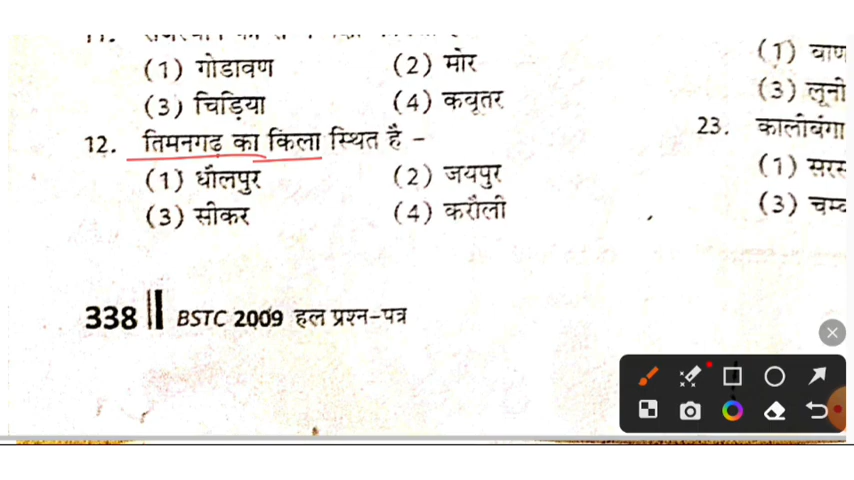 (1) गोडावण (2) मोर
(3) चिड़िया (4) कबूतर
12. तिमनगढ का किला स्थित है -
(1) धौलपुर (2) जयपुर
(3) सीकर (4) करौली
338 BSTC 2009 हल प्रश्न-पत्र
(1)
(3) लूनी
23. कालीबंगा
(1)
(3)